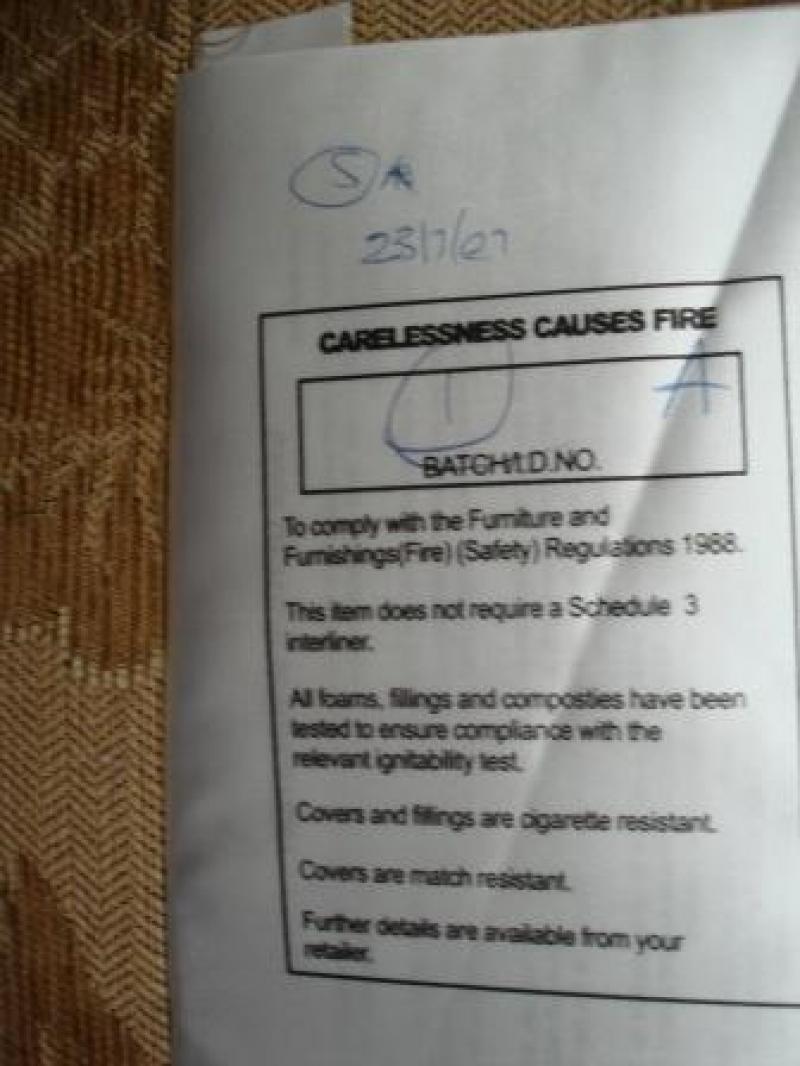 S
23/7/67
CARELESSNESS CAUSES FIRE
1 A
BATCH/I.D.NO.
To comply with the Furniture and
Furnishings(Fire) (Safety) Regulations 1988.
This item does not require a Schedule 3
interliner.
All foams, fillings and composties have been
tested to ensure compliance with the
relevant ignitability test.
Covers and fillings are cigarette resistant.
Covers are match resistant.
Further details are available from your
retailer.